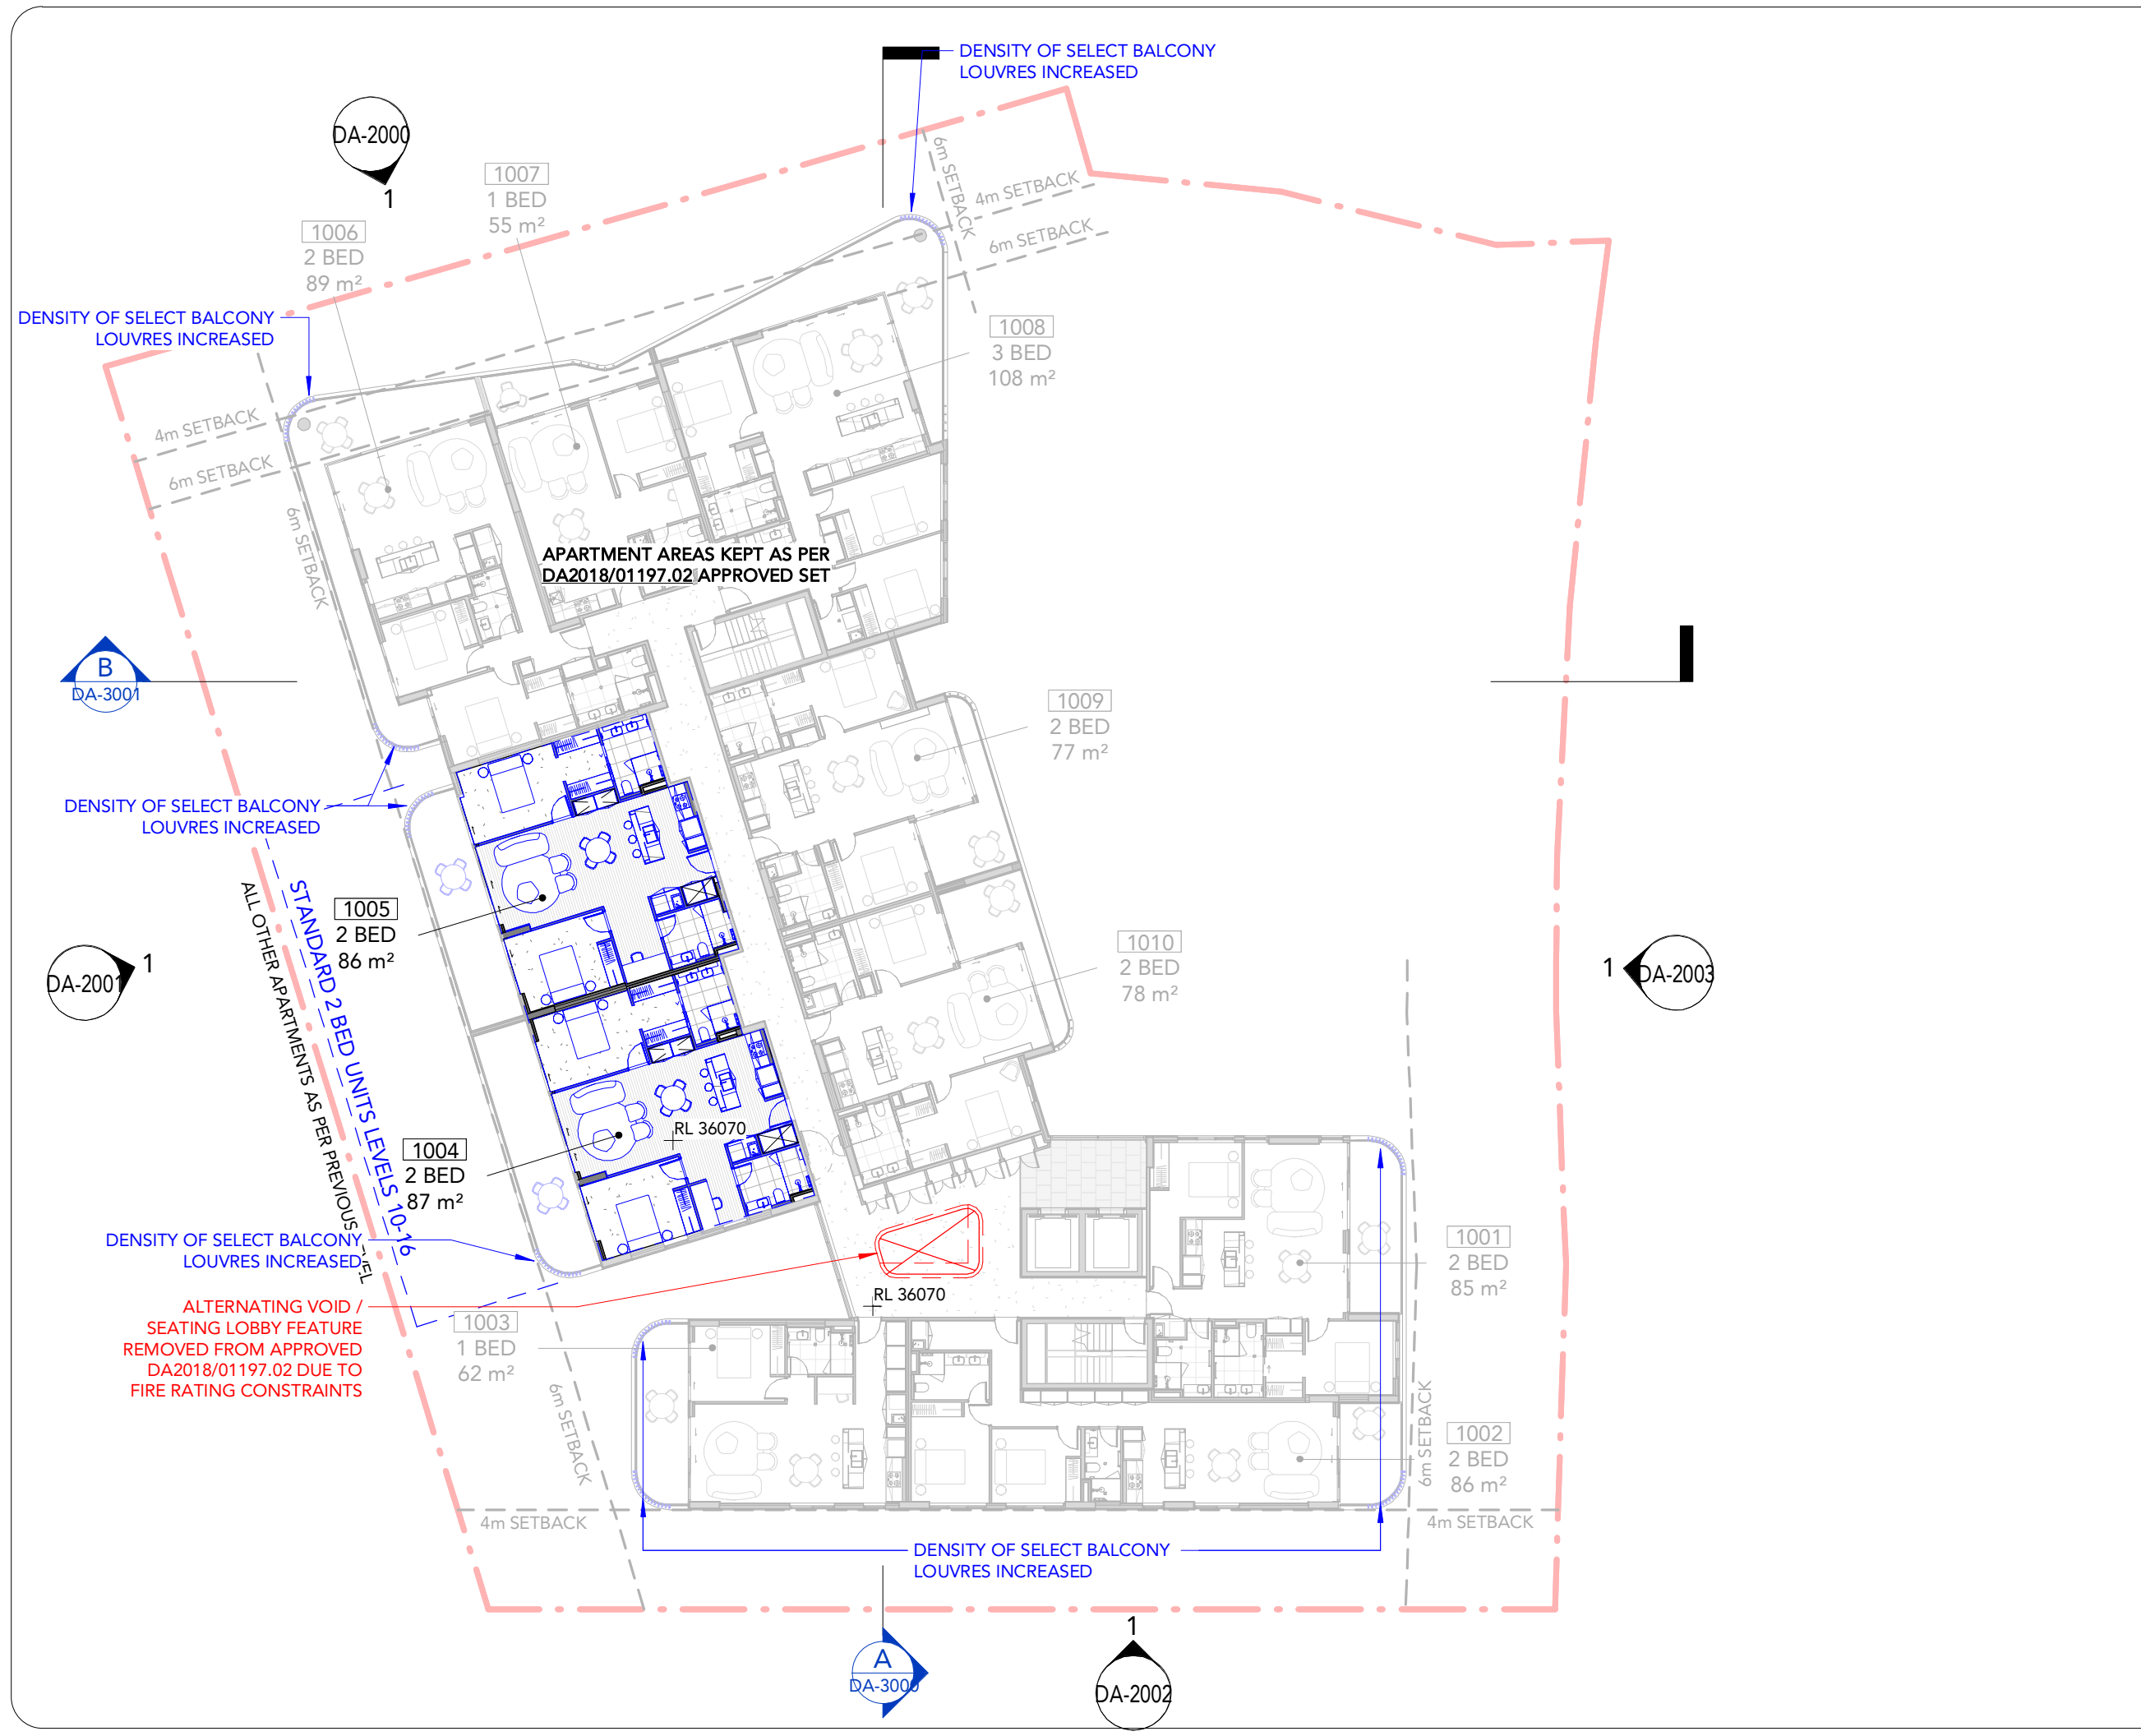 DENSITY OF SELECT BALCONY
LOUVRES INCREASED
DA-2000
1
1007
1 BED
55 m²
1006
2 BED
89 m²
6m SETBACK
4m SETBACK
6m SETBACK
DENSITY OF SELECT BALCONY
LOUVRES INCREASED
1008
3 BED
108 m²
4m SETBACK
6m SETBACK
6m SETBACK
APARTMENT AREAS KEPT AS PER
DA2018/01197.02 APPROVED SET
B
DA-3001
1009
2 BED
77 m²
DENSITY OF SELECT BALCONY
LOUVRES INCREASED
STANDARD 2 BED UNITS LEVELS 10-16
ALL OTHER APARTMENTS AS PER PREVIOUS
1005
2 BED
86 m²
1010
2 BED
78 m²
DA-2001
1
1
DA-2003
RL 36070
1004
2 BED
87 m²
DENSITY OF SELECT BALCONY
LOUVRES INCREASED
1001
2 BED
85 m²
RL 36070
ALTERNATING VOID /
SEATING LOBBY FEATURE
REMOVED FROM APPROVED
DA2018/01197.02 DUE TO
FIRE RATING CONSTRAINTS
1003
1 BED
62 m²
6m SETBACK
6m SETBACK
1002
2 BED
86 m²
4m SETBACK
4m SETBACK
DENSITY OF SELECT BALCONY
LOUVRES INCREASED
A
DA-3000
1
DA-2002